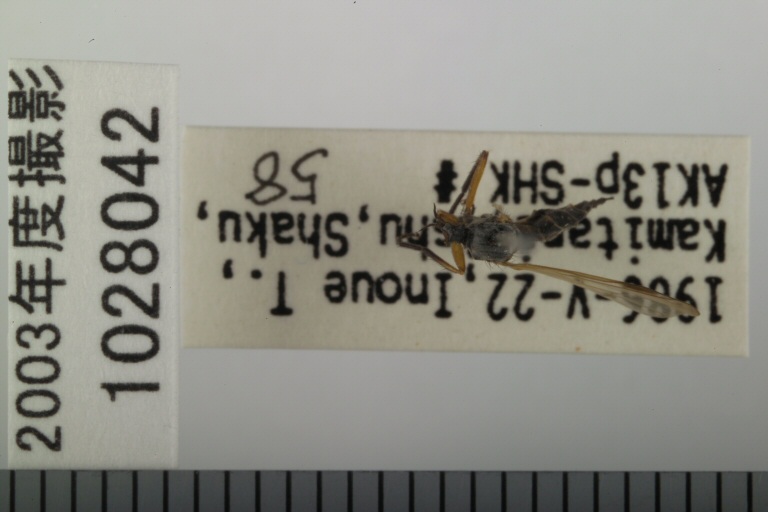 2003年度撮影
1028042
AK13p-SHK #
58
Shaku,
V-22, Inoue T.,